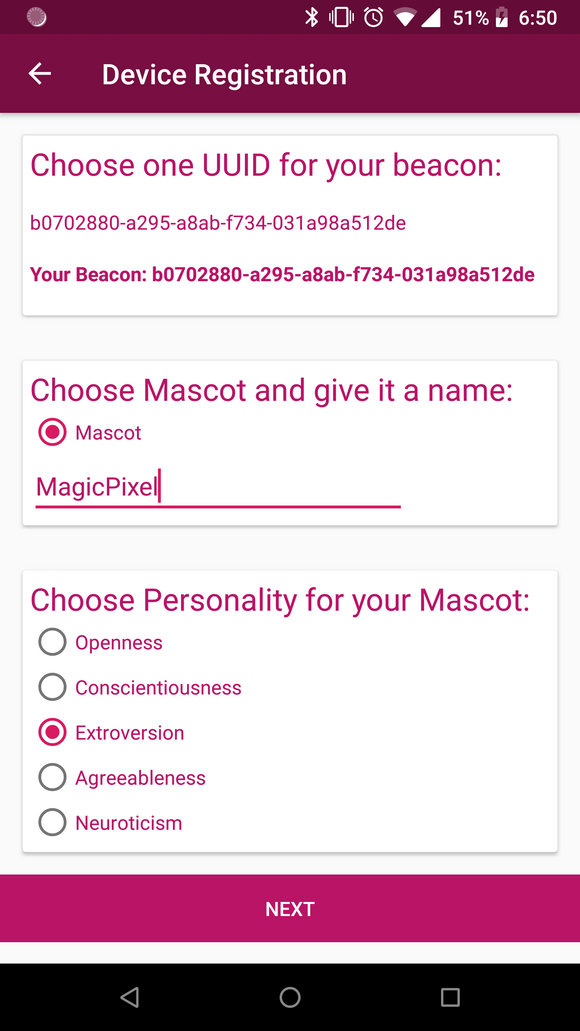 51% 6:50
Device Registration
Choose one UUID for your beacon:
b0702880-a295-a8ab-f734-031a98a512de
Your Beacon: b0702880-a295-a8ab-f734-031a98a512de
Choose Mascot and give it a name:
Mascot
MagicPixel
Choose Personality for your Mascot:
Openness
Conscientiousness
Extroversion
Agreeableness
Neuroticism
NEXT